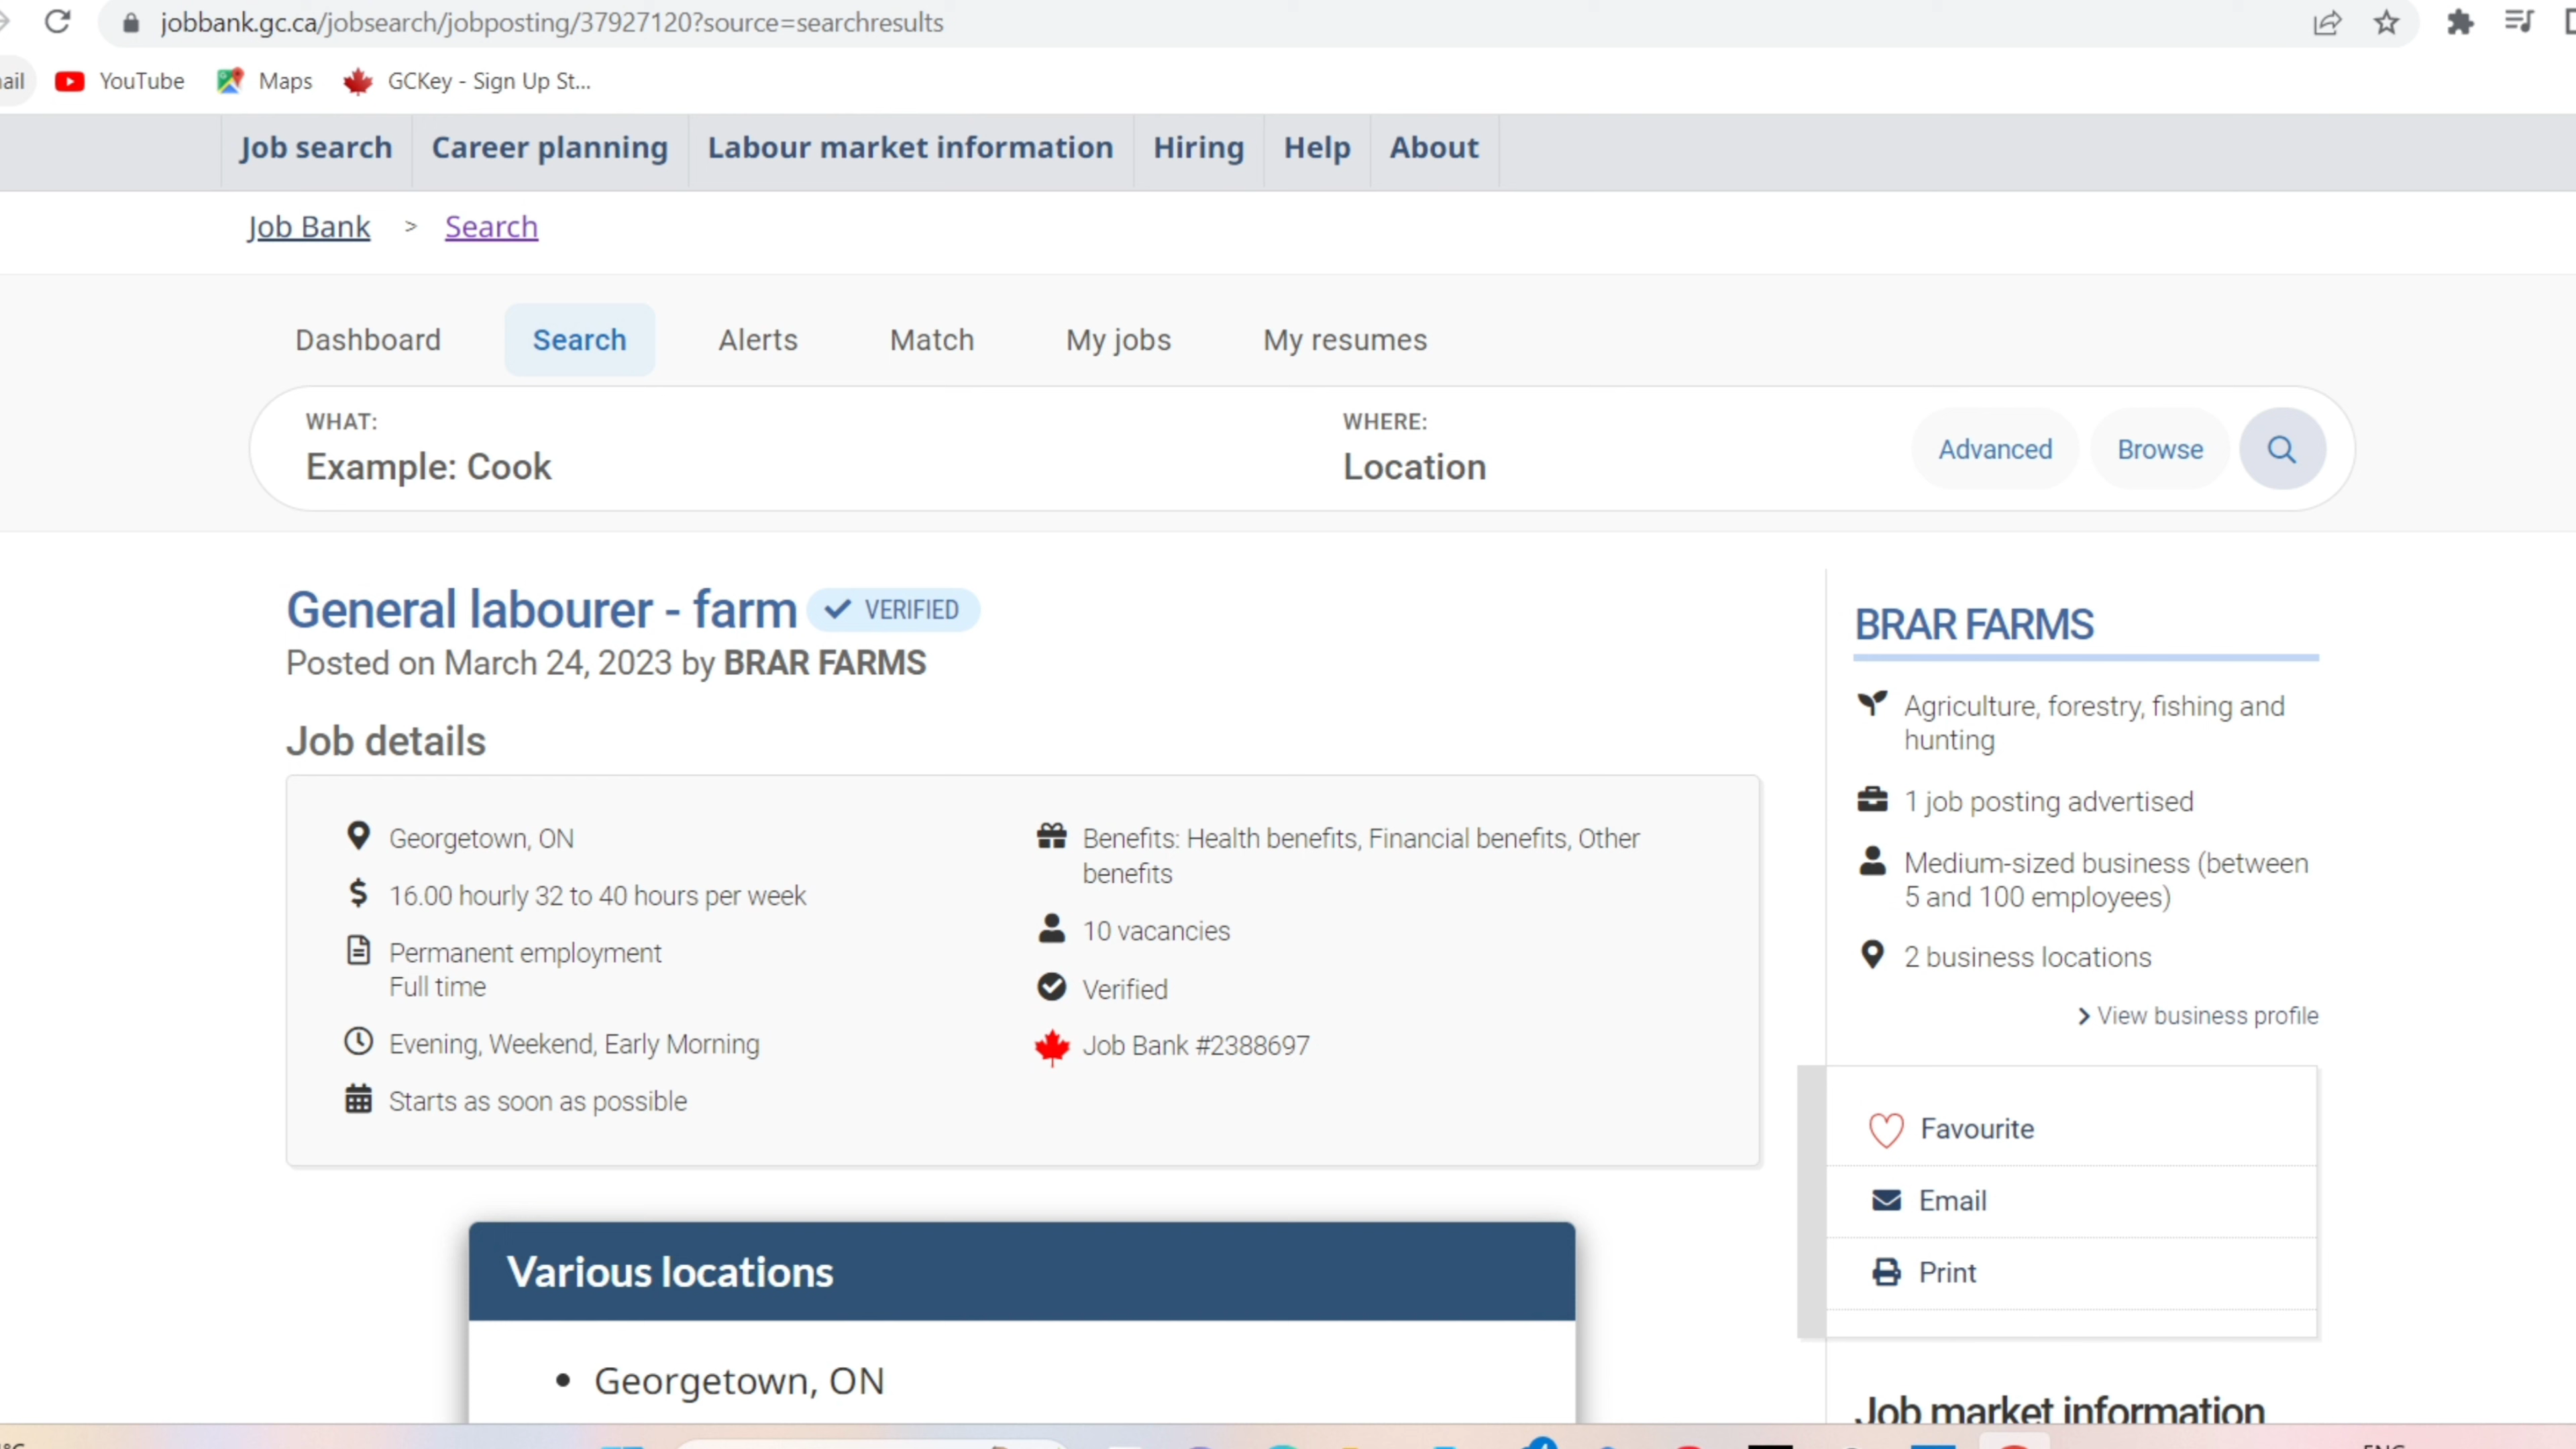 jobbank.gc.ca/jobsearch/jobposting/37927120?source=searchresults
YouTube Maps GCKey - Sign Up St...
Job search Career planning Labour market information Hiring Help About
Job Bank > Search
Dashboard Search Alerts Match My jobs My resumes
WHAT:
Example: Cook
WHERE:
Location
Advanced Browse
General labourer - farm VERIFIED
Posted on March 24, 2023 by BRAR FARMS
Job details
Georgetown, ON
16.00 hourly 32 to 40 hours per week
Permanent employment
Full time
Evening, Weekend, Early Morning
Starts as soon as possible
Benefits: Health benefits, Financial benefits, Other
benefits
10 vacancies
Verified
Job Bank #2388697
Various locations
• Georgetown, ON
BRAR FARMS
Agriculture, forestry, fishing and
hunting
1 job posting advertised
Medium-sized business (between
5 and 100 employees)
2 business locations
> View business profile
Favourite
Email
Print
Job market information